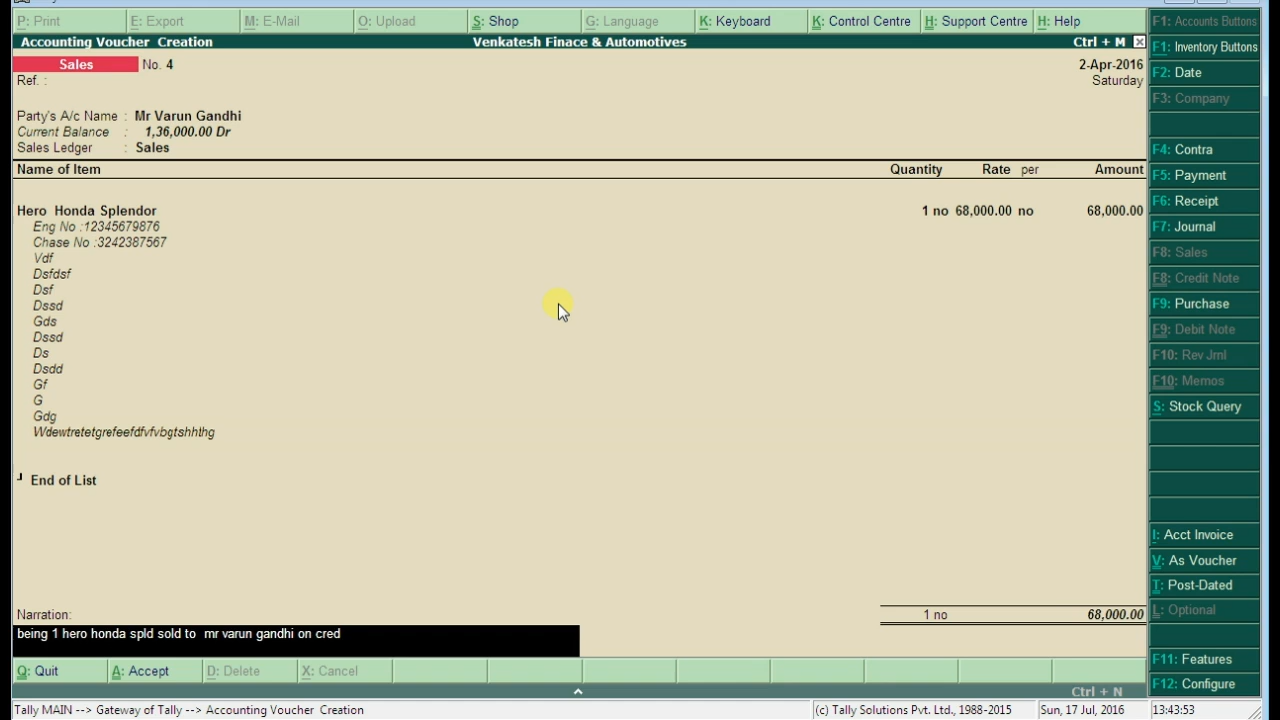 P: Print E: Export M: E-Mail O: Upload S: Shop G: Language K: Keyboard K: Control Centre H: Support Centre H: Help
Accounting Voucher Creation Venkatesh Finace & Automotives Ctrl + M
Sales No. 4 2-Apr-2016
Ref. : Saturday
Party's A/c Name : Mr Varun Gandhi
Current Balance : 1,36,000.00 Dr
Sales Ledger : Sales
Name of Item Quantity Rate per Amount
Hero Honda Splendor 1 no 68,000.00 no 68,000.00
Eng No :12345679876
Chase No :3242387567
Vdf
Dsfdsf
Dsf
Dssd
Gds
Dssd
Ds
Dsdd
Gf
G
Gdg
Wdewtretetgrefeefdfvfvbgtshhthg
End of List
Narration: 1 no 68,000.00
being 1 hero honda spld sold to mr varun gandhi on cred
Q: Quit A: Accept D: Delete X: Cancel
Ctrl + N
Tally MAIN --> Gateway of Tally --> Accounting Voucher Creation (c) Tally Solutions Pvt. Ltd., 1988-2015 Sun, 17 Jul, 2016 13:43:53
F1: Accounts Buttons
F1: Inventory Buttons
F2: Date
F3: Company
F4: Contra
F5: Payment
F6: Receipt
F7: Journal
F8: Sales
F8: Credit Note
F9: Purchase
F9: Debit Note
F10: Rev Jrnl
F10: Memos
S: Stock Query
I: Acct Invoice
V: As Voucher
T: Post-Dated
L: Optional
F11: Features
F12: Configure